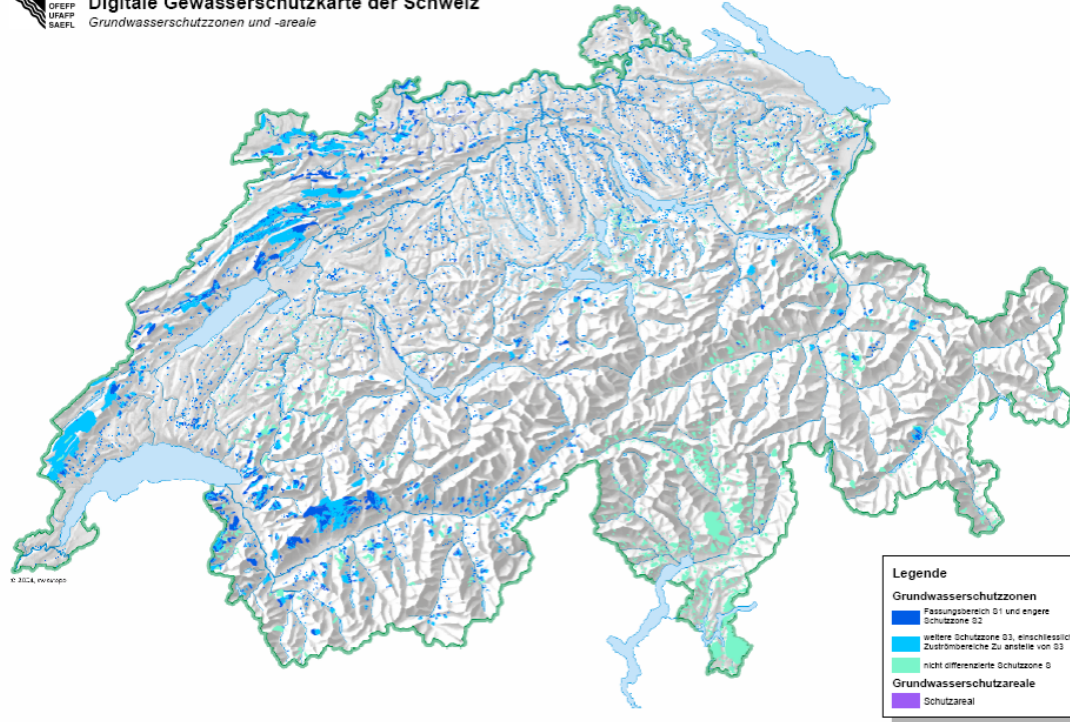 OFEFP
UFAFP
SAEFL
Digitale Gewässerschutzkarte der Schweiz
Grundwasserschutzzonen und -areale
Legende
Grundwasserschutzzonen
Fassungsbereich S1 und engere
Schutzzone S2
weitere Schutzzone S3, einschliesslich
Zuströmbereiche Zu anstelle von S3
nicht differenzierte Schutzzone S
Grundwasserschutzareale
Schutzareal